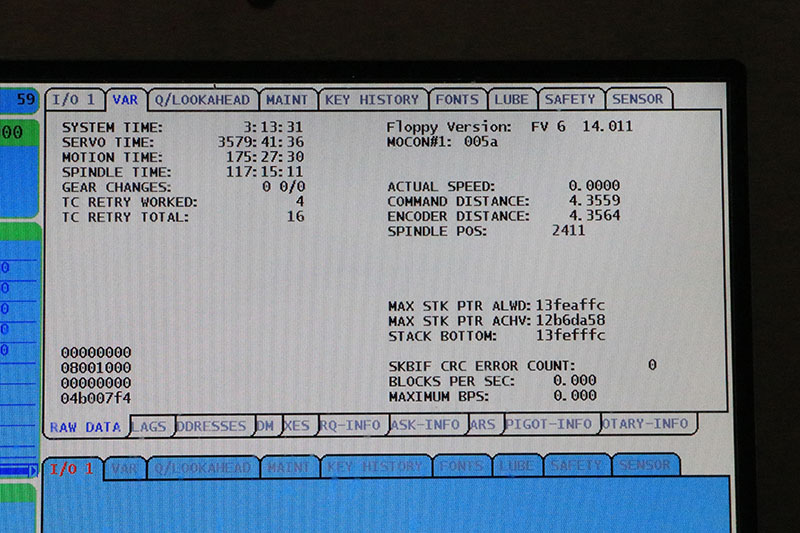 59
I/O 1 VAR Q/LOOKAHEAD MAINT KEY HISTORY FONTS LUBE SAFETY SENSOR
00
SYSTEM TIME: 3:13:31
SERVO TIME: 3579:41:36
MOTION TIME: 175:27:30
SPINDLE TIME: 117:15:11
GEAR CHANGES: 0 0/0
TC RETRY WORKED: 4
TC RETRY TOTAL: 16
Floppy Version: FV 6 14.011
MOCON#1: 005a
ACTUAL SPEED: 0.0000
COMMAND DISTANCE: 4.3559
ENCODER DISTANCE: 4.3564
SPINDLE POS: 2411
0
0
0
0
0
MAX STK PTR ALWD: 13feaffc
MAX STK PTR ACHV: 12b6da58
STACK BOTTOM: 13fefffc
00000000
08001000
00000000
04b007f4
SKBIF CRC ERROR COUNT: 0
BLOCKS PER SEC: 0.000
MAXIMUM BPS: 0.000
RAW DATA LAGS DDRESSES DM XES RQ-INFO ASK-INFO ARS PIGOT-INFO OTARY-INFO
I/O 1 VAR Q/LOOKAHEAD MAINT KEY HISTORY FONTS LUBE SAFETY SENSOR